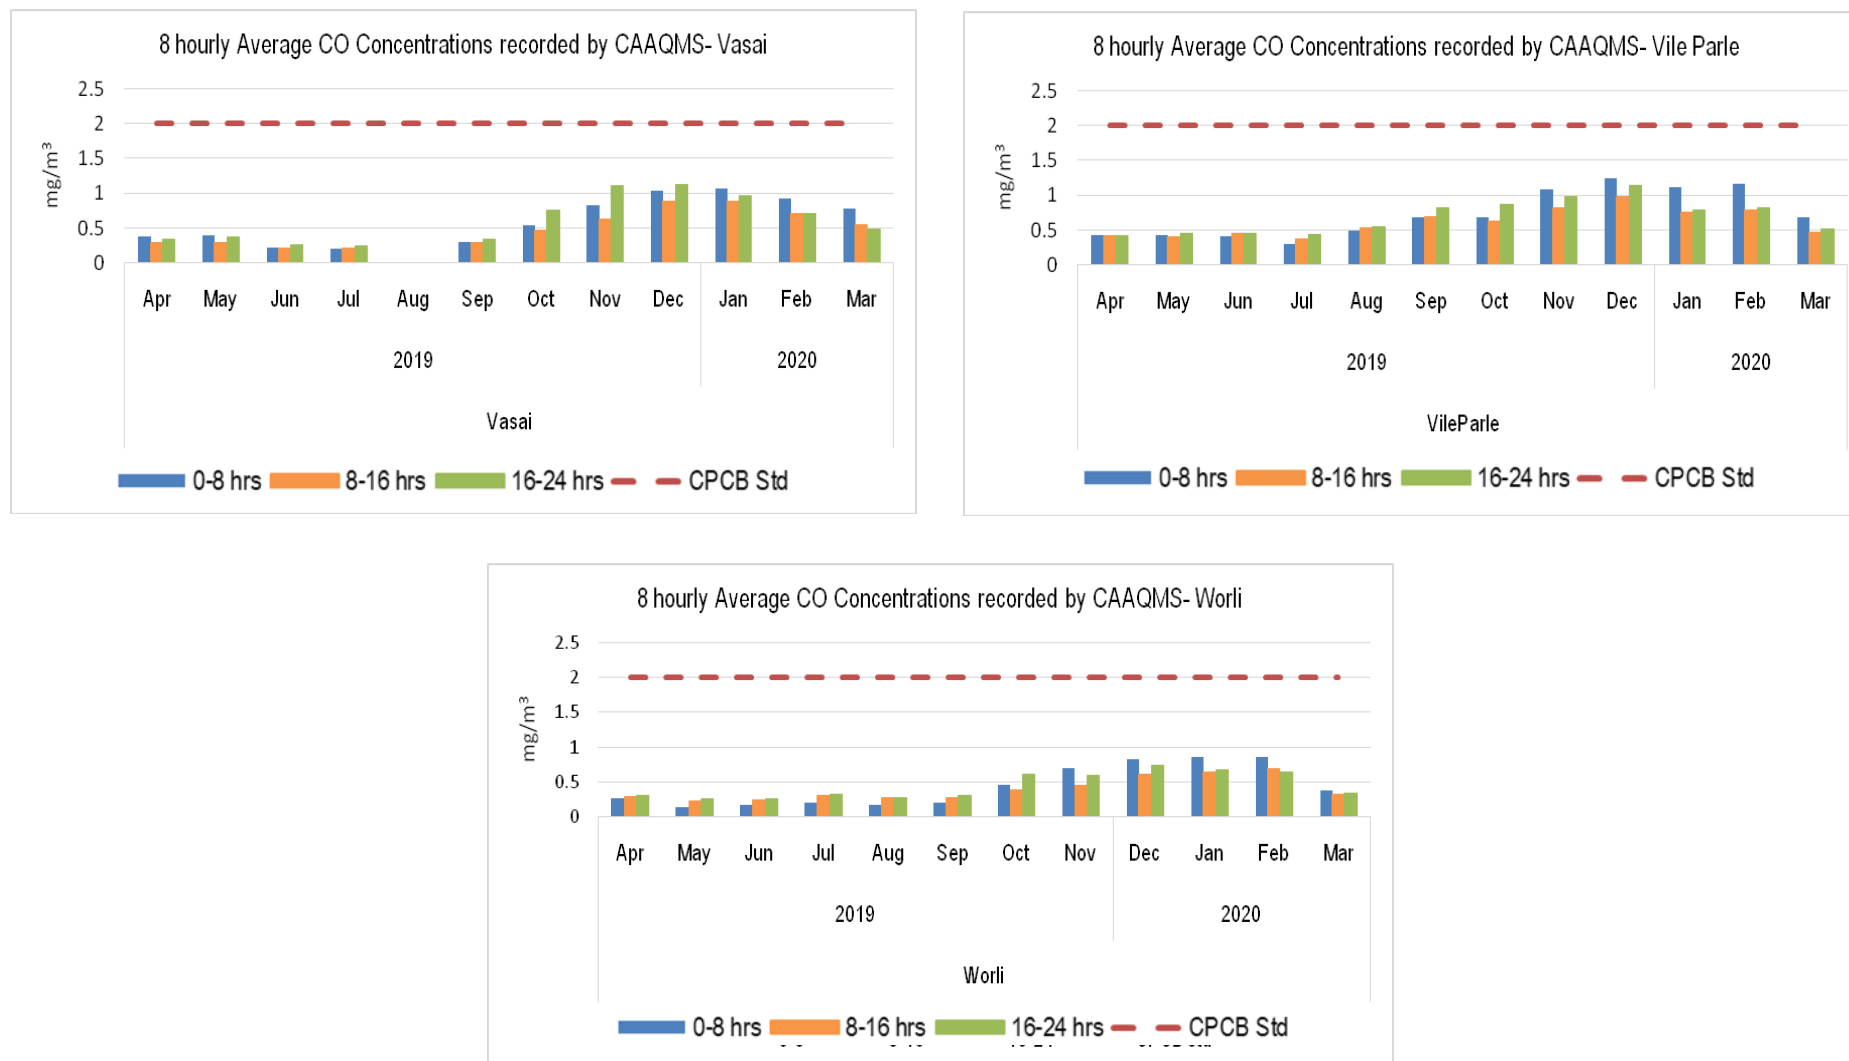 8 hourly Average CO Concentrations recorded by CAAQMS- Vasai
2.5
2
1.5
1
0.5
0
mg/m³
Apr May Jun Jul Aug Sep Oct Nov Dec Jan Feb Mar
2019 2020
Vasai
0-8 hrs 8-16 hrs 16-24 hrs CPCB Std
8 hourly Average CO Concentrations recorded by CAAQMS- Vile Parle
2.5
2
1.5
1
0.5
0
mg/m³
Apr May Jun Jul Aug Sep Oct Nov Dec Jan Feb Mar
2019 2020
VileParle
0-8 hrs 8-16 hrs 16-24 hrs CPCB Std
8 hourly Average CO Concentrations recorded by CAAQMS- Worli
2.5
2
1.5
1
0.5
0
mg/m³
Apr May Jun Jul Aug Sep Oct Nov Dec Jan Feb Mar
2019 2020
Worli
0-8 hrs 8-16 hrs 16-24 hrs CPCB Std